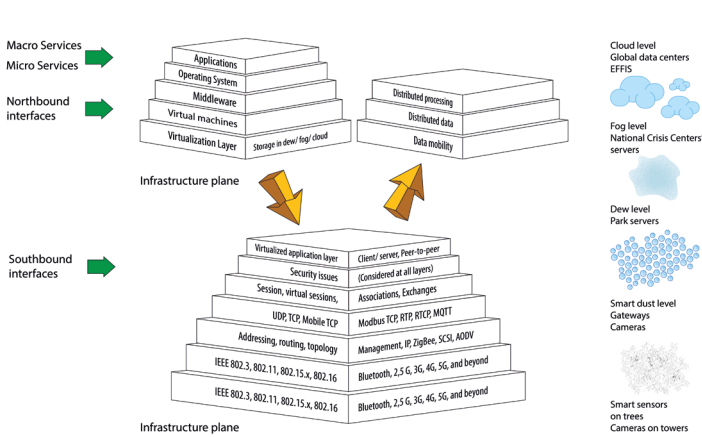 Macro Services
Micro Services
Northbound
interfaces
Southbound
interfaces
Applications
Operating System
Middleware
Virtual machines
Virtualization Layer
Storage in dew/ fog/ cloud
Distributed processing
Distributed data
Data mobility
Infrastructure plane
Virtualized application layer
Client/ server, Peer-to-peer
Security issues
(Considered at all layers)
Session, virtual sessions,
Associations, Exchanges
UDP, TCP, Mobile TCP
Modbus TCP, RTP, RTCP, MQTT
Addressing, routing, topology
Management, IP, ZigBee, SCSI, AODV
IEEE 802.3, 802.11, 802.15.x, 802.16
Bluetooth, 2,5 G, 3G, 4G, 5G, and beyond
IEEE 802.3, 802.11, 802.15.x, 802.16
Bluetooth, 2,5 G, 3G, 4G, 5G, and beyond
Infrastructure plane
Cloud level
Global data centers
EFFIS
Fog level
National Crisis Centers'
servers
Dew level
Park servers
Smart dust level
Gateways
Cameras
Smart sensors
on trees
Cameras on towers